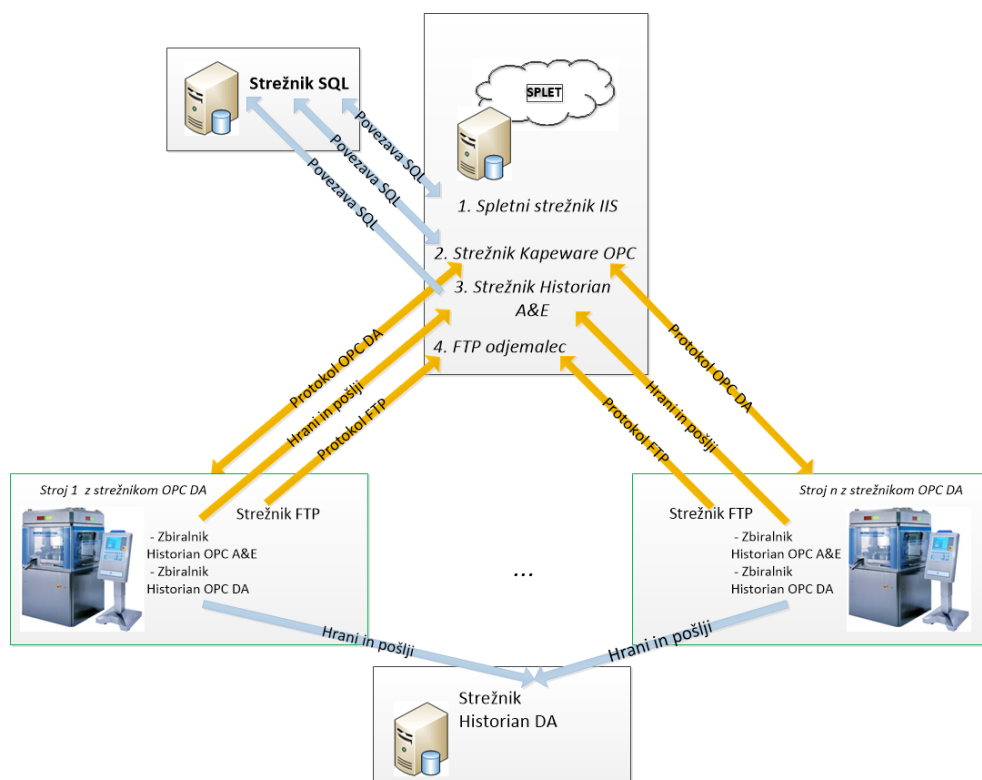 Strežnik SQL
SPLET
Povezava SQL
Povezava SQL
Povezava SQL
1. Spletni strežnik IIS
2. Strežnik Kapeware OPC
3. Strežnik Historian
A&E
4. FTP odjemalec
Protokol OPC DA
Hrani in pošlji
Protokol FTP
Protokol FTP
Hrani in pošlji
Protokol OPC DA
Stroj 1 z strežnikom OPC DA
Strežnik FTP
- Zbiralnik
Historian OPC A&E
- Zbiralnik
Historian OPC DA
...
Stroj n z strežnikom OPC DA
Strežnik FTP
- Zbiralnik
Historian OPC A&E
- Zbiralnik
Historian OPC DA
Hrani in pošlji
Hrani in pošlji
Strežnik
Historian DA